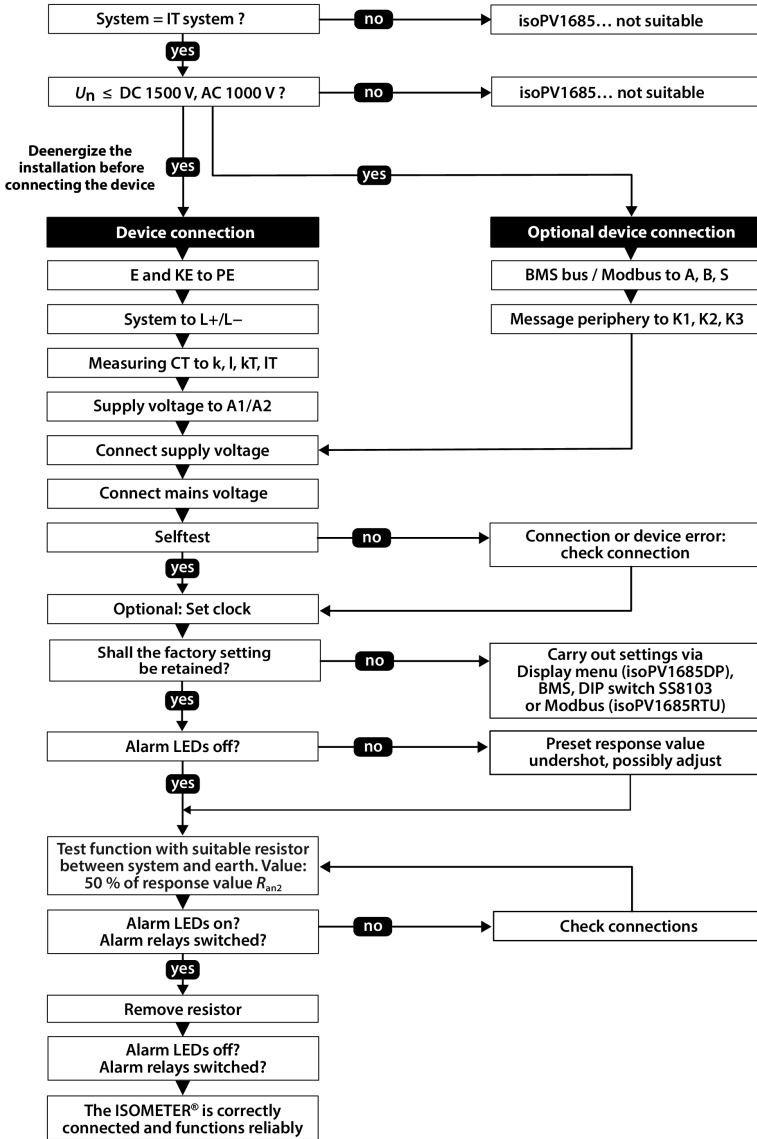 System = IT system ?
no
isoPV1685… not suitable
yes
Un ≤ DC 1500 V, AC 1000 V ?
no
isoPV1685… not suitable
Deenergize the
installation before
connecting the device
yes
yes
Device connection
Optional device connection
E and KE to PE
BMS bus / Modbus to A, B, S
System to L+/L−
Message periphery to K1, K2, K3
Measuring CT to k, l, kT, lT
Supply voltage to A1/A2
Connect supply voltage
Connect mains voltage
Selftest
no
Connection or device error:
check connection
yes
Optional: Set clock
Shall the factory setting
be retained?
no
Carry out settings via
Display menu (isoPV1685DP),
BMS, DIP switch SS8103
or Modbus (isoPV1685RTU)
yes
Alarm LEDs off?
no
Preset response value
undershot, possibly adjust
yes
Test function with suitable resistor
between system and earth. Value:
50 % of response value Ran2
Alarm LEDs on?
Alarm relays switched?
no
Check connections
yes
Remove resistor
Alarm LEDs off?
Alarm relays switched?
The ISOMETER® is correctly
connected and functions reliably